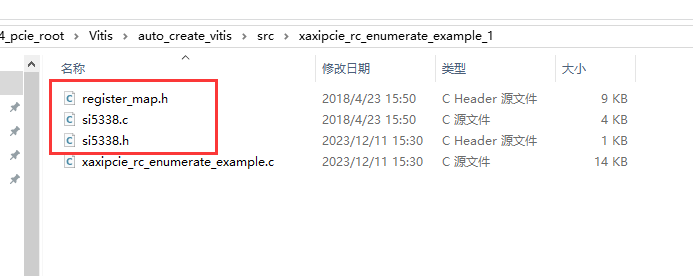 4_pcie_root > Vitis > auto_create_vitis > src > xaxipcie_rc_enumerate_example_1
名称 修改日期 类型 大小
register_map.h 2018/4/23 15:50 C Header 源文件 9 KB
si5338.c 2018/4/23 15:50 C 源文件 4 KB
si5338.h 2023/12/11 15:30 C Header 源文件 1 KB
xaxipcie_rc_enumerate_example.c 2023/12/11 15:30 C 源文件 14 KB